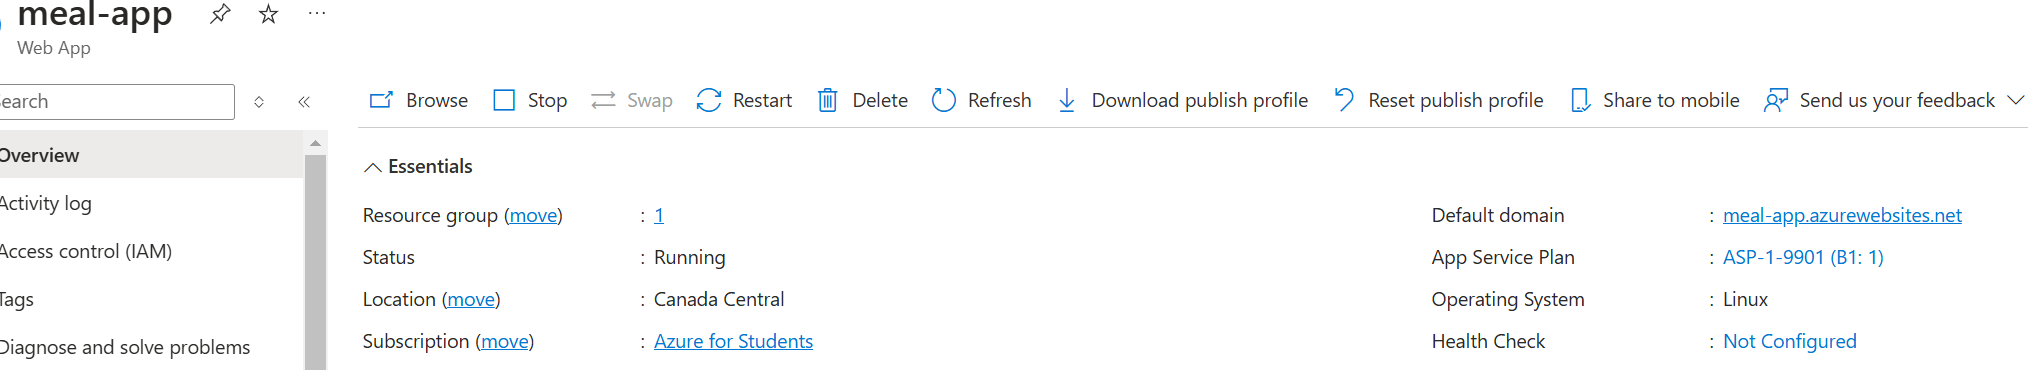 meal-app
Web App
earch
Browse Stop Swap Restart Delete Refresh Download publish profile Reset publish profile Share to mobile Send us your feedback
Overview
Activity log
Access control (IAM)
Tags
Diagnose and solve problems
Essentials
Resource group (move) : 1
Status : Running
Location (move) : Canada Central
Subscription (move) : Azure for Students
Default domain : meal-app.azurewebsites.net
App Service Plan : ASP-1-9901 (B1: 1)
Operating System : Linux
Health Check : Not Configured